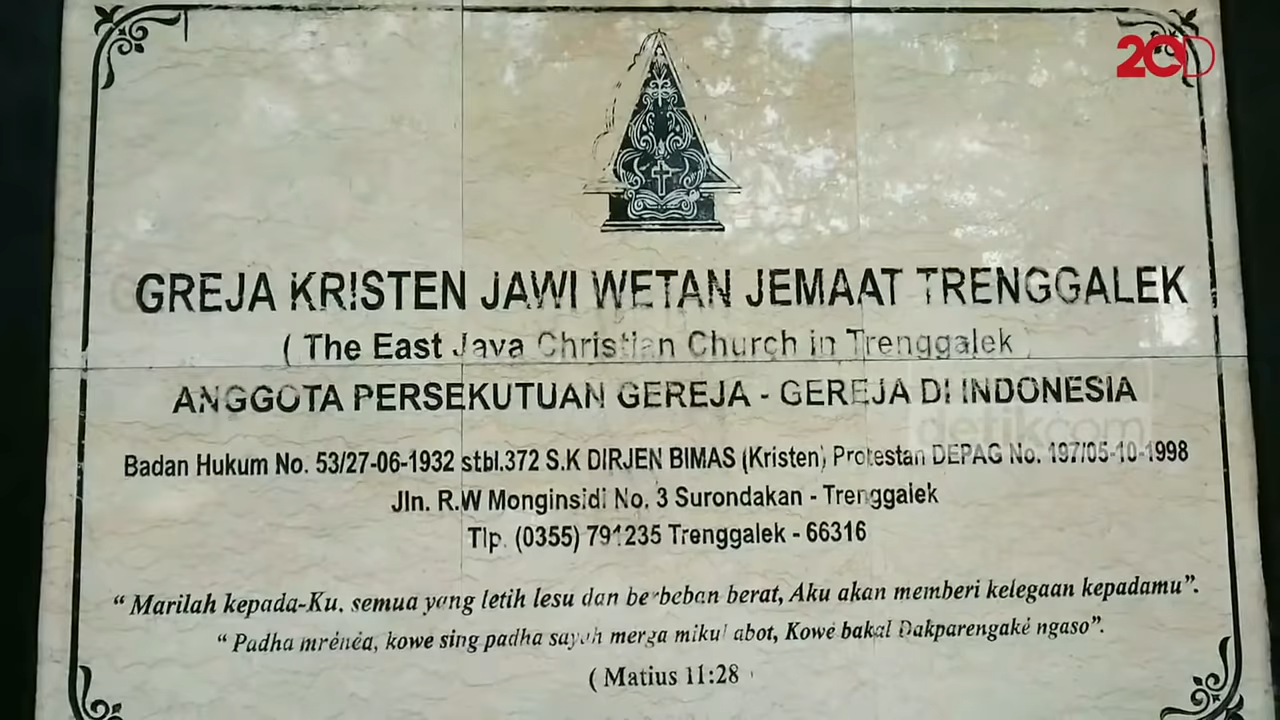 20D
GREJA KRISTEN JAWI WETAN JEMAAT TRENGGALEK
( The East Java Christian Church in Trenggalek )
ANGGOTA PERSEKUTUAN GEREJA - GEREJA DI INDONESIA
detikcom
Badan Hukum No. 53/27-06-1932 stbl.372 S.K DIRJEN BIMAS (Kristen) Protestan DEPAG No. 197/05-10-1998
Jln. R.W Monginsidi No. 3 Surondakan - Trenggalek
Tlp. (0355) 791235 Trenggalek - 66316
“ Marilah kepada-Ku, semua yang letih lesu dan berbeban berat, Aku akan memberi kelegaan kepadamu”.
“ Padha mrénéa, kowe sing padha sayah merga mikul abot, Kowé bakal Dakparengaké ngaso”.
( Matius 11:28 )